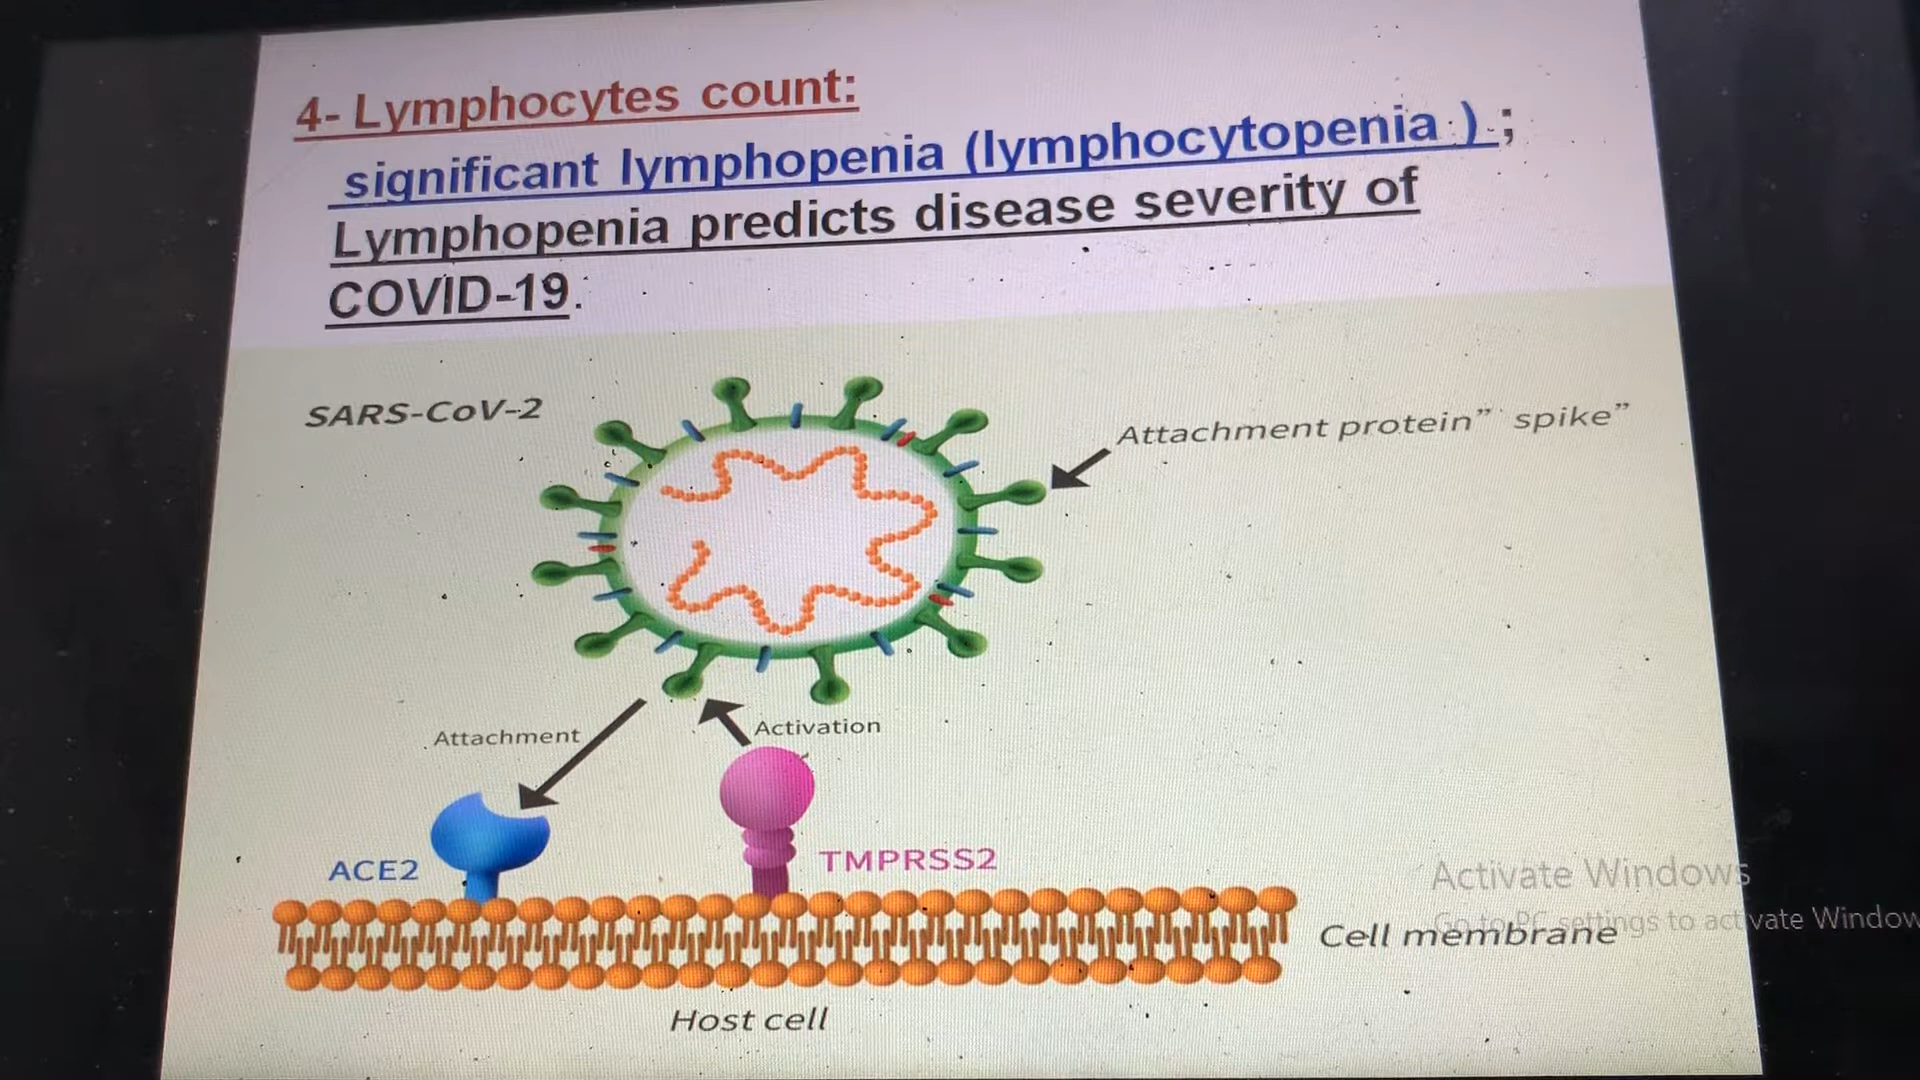 4- Lymphocytes count:
significant lymphopenia (lymphocytopenia ) ;
Lymphopenia predicts disease severity of
COVID-19.
SARS-CoV-2
Attachment protein” spike”
Attachment
Activation
ACE2
TMPRSS2
Activate Windows
Go to PC settings to activate Window
Cell membrane
Host cell